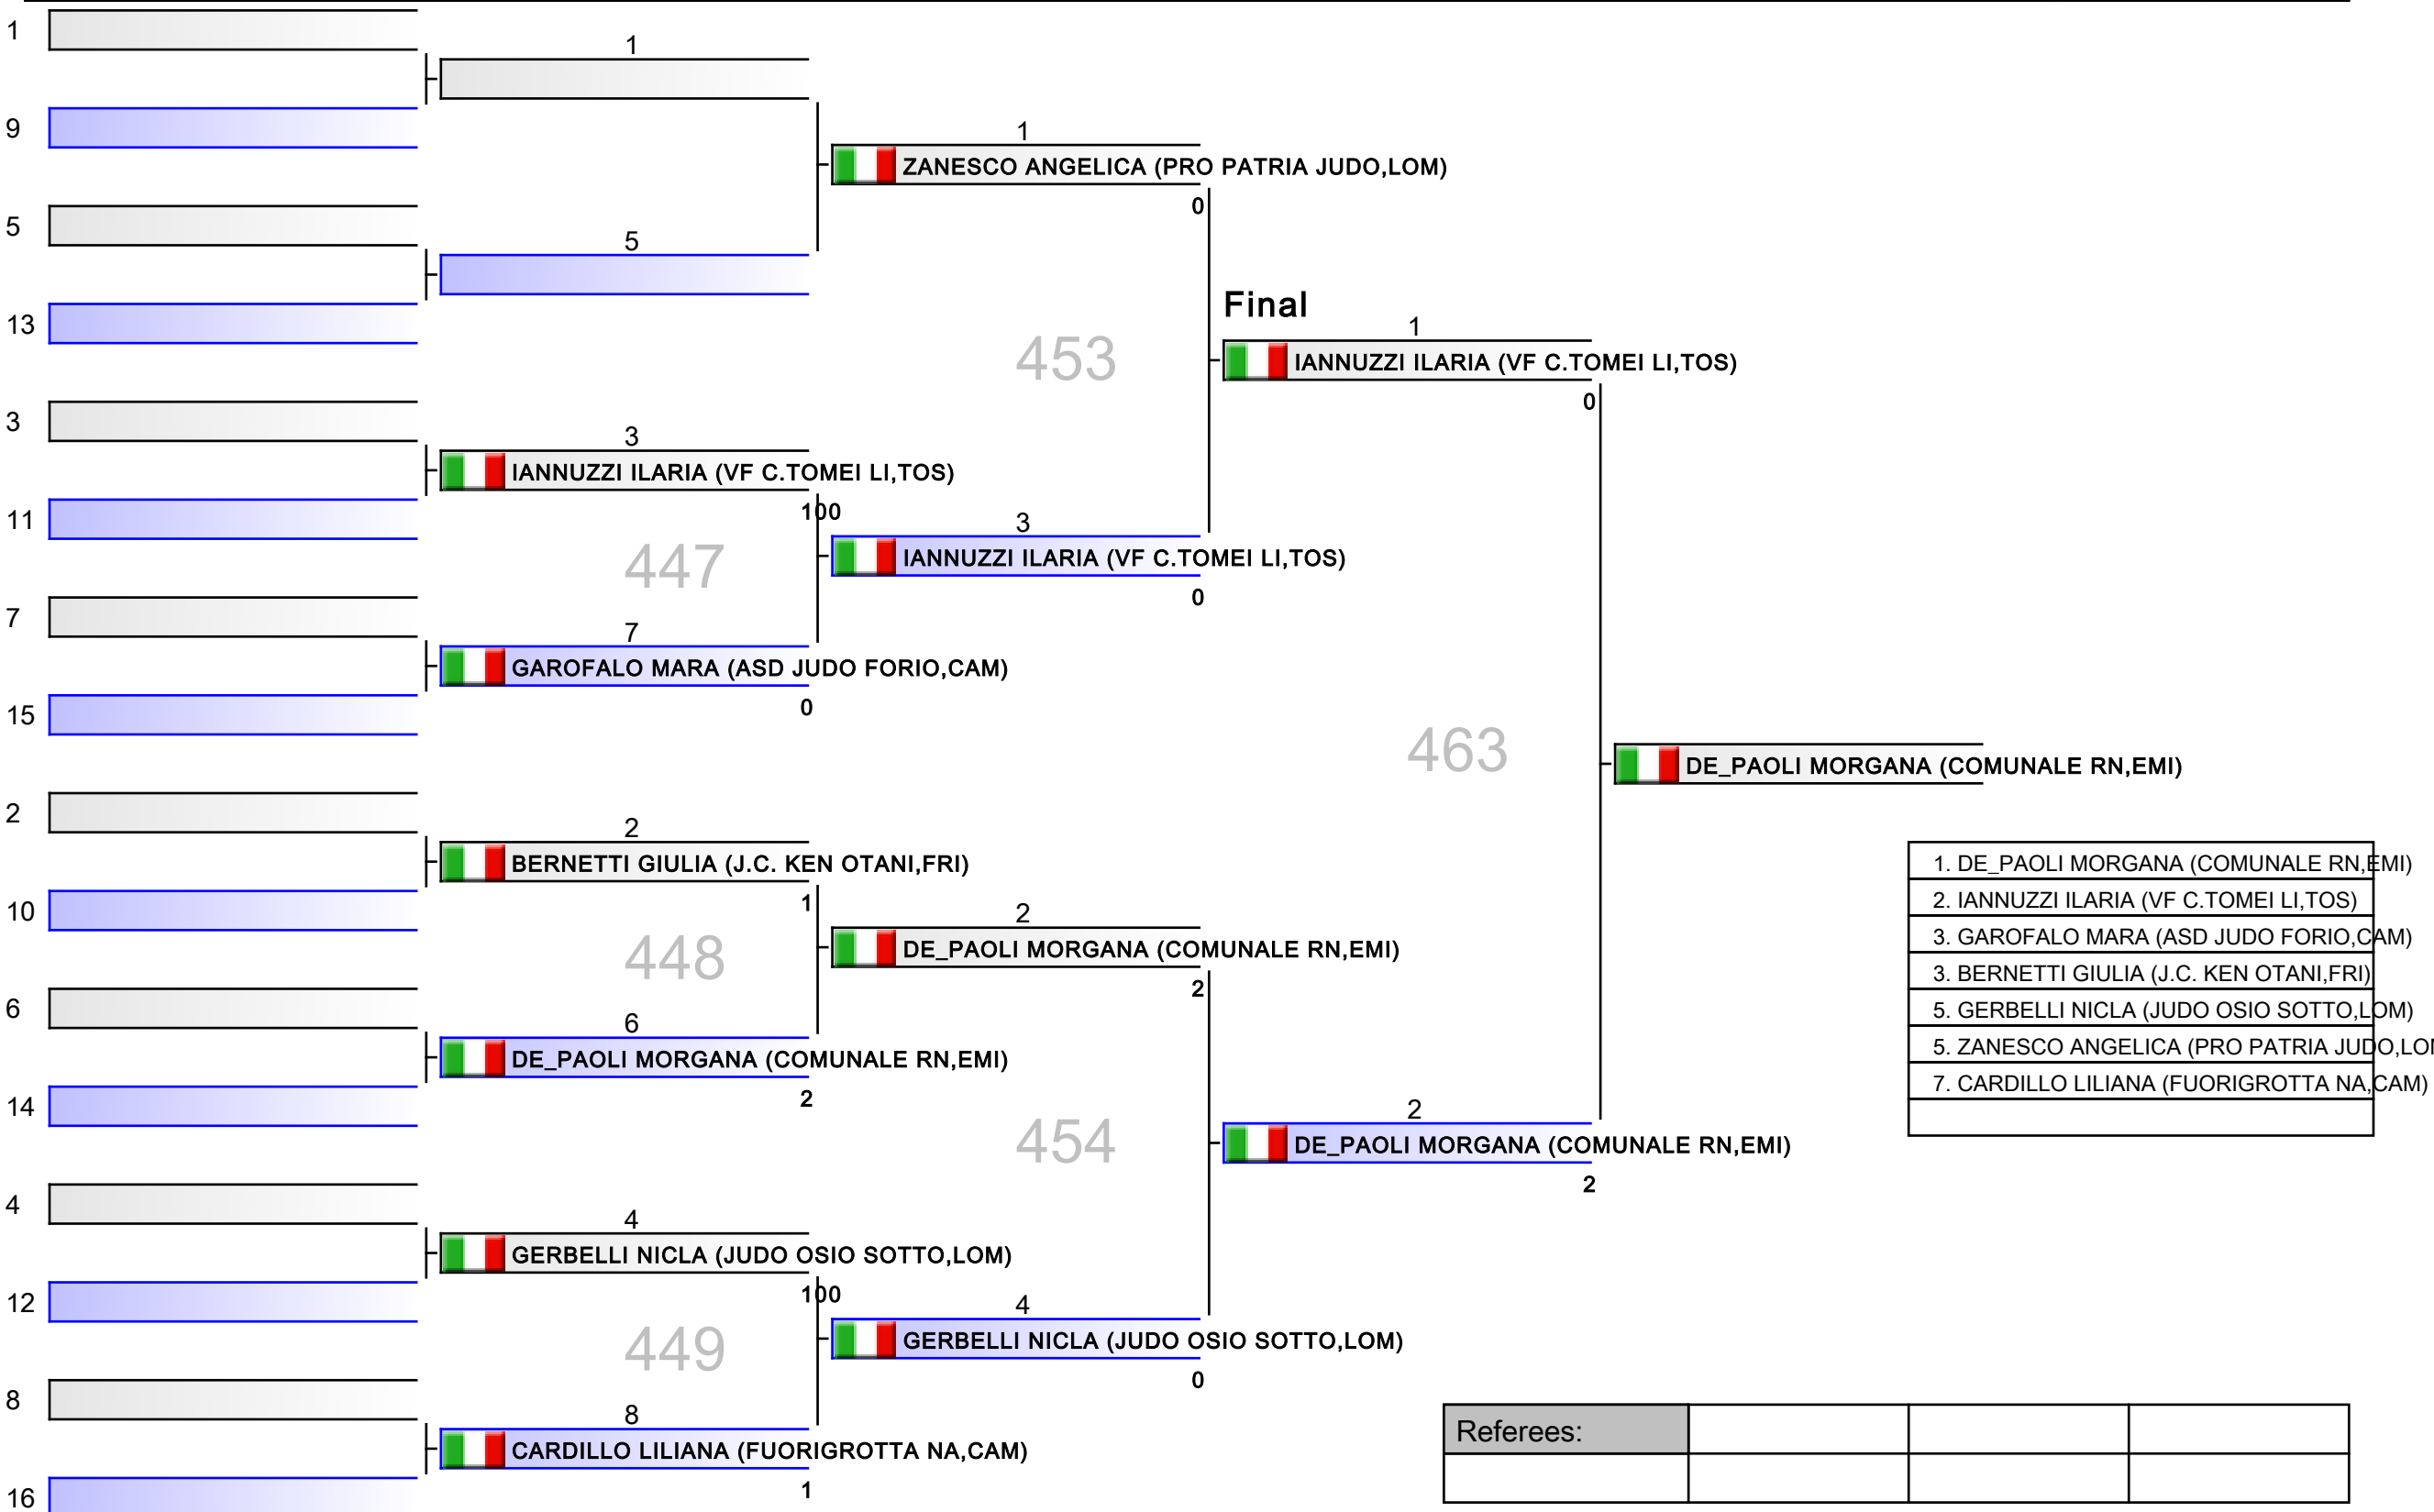 1
1
9
1
ZANESCO ANGELICA (PRO PATRIA JUDO,LOM)
0
5
5
13
Final
453
1
IANNUZZI ILARIA (VF C.TOMEI LI,TOS)
0
3
3
IANNUZZI ILARIA (VF C.TOMEI LI,TOS)
100
11
3
447
IANNUZZI ILARIA (VF C.TOMEI LI,TOS)
0
7
7
GAROFALO MARA (ASD JUDO FORIO,CAM)
0
15
463
DE_PAOLI MORGANA (COMUNALE RN,EMI)
2
2
BERNETTI GIULIA (J.C. KEN OTANI,FRI)
1
10
2
448
DE_PAOLI MORGANA (COMUNALE RN,EMI)
2
6
6
DE_PAOLI MORGANA (COMUNALE RN,EMI)
2
14
454
2
DE_PAOLI MORGANA (COMUNALE RN,EMI)
2
1. DE_PAOLI MORGANA (COMUNALE RN,EMI)
2. IANNUZZI ILARIA (VF C.TOMEI LI,TOS)
3. GAROFALO MARA (ASD JUDO FORIO,CAM)
3. BERNETTI GIULIA (J.C. KEN OTANI,FRI)
5. GERBELLI NICLA (JUDO OSIO SOTTO,LOM)
5. ZANESCO ANGELICA (PRO PATRIA JUDO,LOM
7. CARDILLO LILIANA (FUORIGROTTA NA,CAM)
4
4
GERBELLI NICLA (JUDO OSIO SOTTO,LOM)
100
12
4
449
GERBELLI NICLA (JUDO OSIO SOTTO,LOM)
0
8
8
CARDILLO LILIANA (FUORIGROTTA NA,CAM)
1
16
Referees: